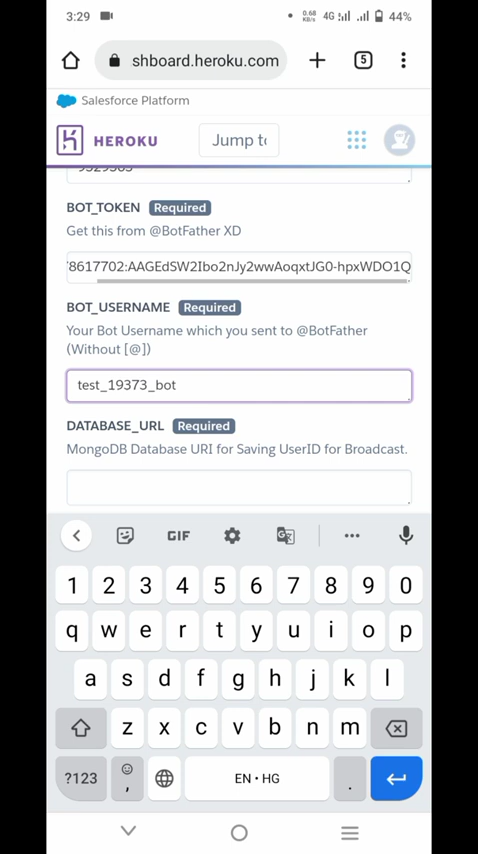 3:29
0.68
KB/s
4G
44%
shboard.heroku.com
5
Salesforce Platform
HEROKU
Jump to
9329303
BOT_TOKEN Required
Get this from @BotFather XD
78617702:AAGEdSW2Ibo2nJy2wwAoqxtJG0-hpxWDO1Q
BOT_USERNAME Required
Your Bot Username which you sent to @BotFather
(Without [@])
test_19373_bot
DATABASE_URL Required
MongoDB Database URI for Saving UserID for Broadcast.
GIF
1 2 3 4 5 6 7 8 9 0
q w e r t y u i o p
a s d f g h j k l
z x c v b n m
?123 , EN • HG .